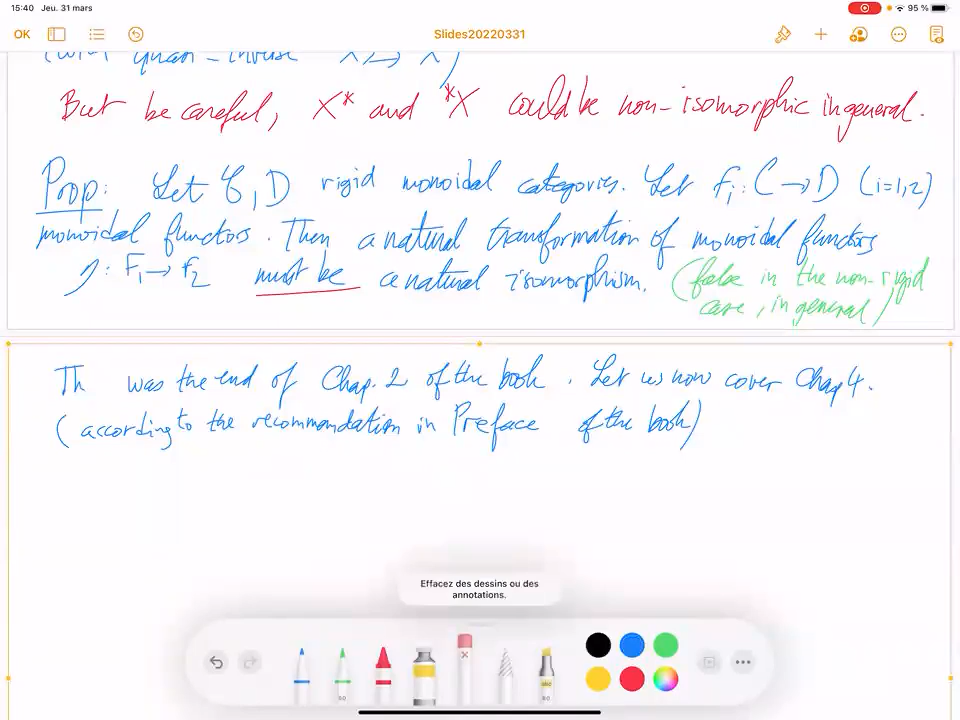 15:40 Jeu. 31 mars
95 %
OK
Slides20220331
But be careful, X* and *X could be non-isomorphic in general.
Prop: Let C, D rigid monoidal categories. Let Fi: C → D (i=1,2)
monoidal functors. Then a natural transformation of monoidal functors
η: F1 → F2 must be a natural isomorphism. (false in the non-rigid
case, in general)
Th was the end of Chap. 2 of the book. Let us now cover Chap 4.
(according to the recommandation in Preface of the book)
Effacez des dessins ou des
annotations.